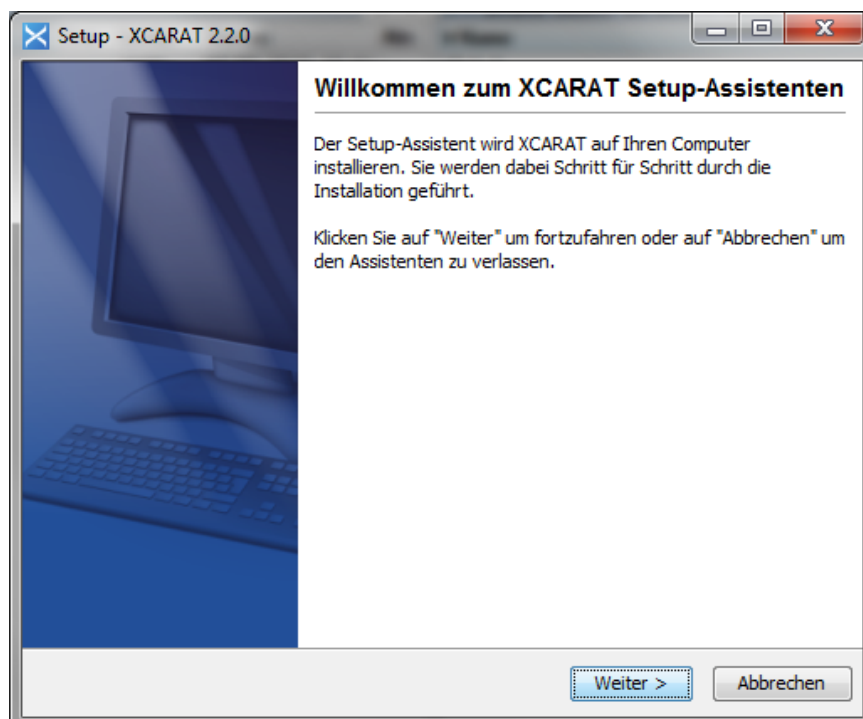 Setup - XCARAT 2.2.0
Willkommen zum XCARAT Setup-Assistenten
Der Setup-Assistent wird XCARAT auf Ihren Computer
installieren. Sie werden dabei Schritt für Schritt durch die
Installation geführt.
Klicken Sie auf "Weiter" um fortzufahren oder auf "Abbrechen" um
den Assistenten zu verlassen.
Weiter >
Abbrechen